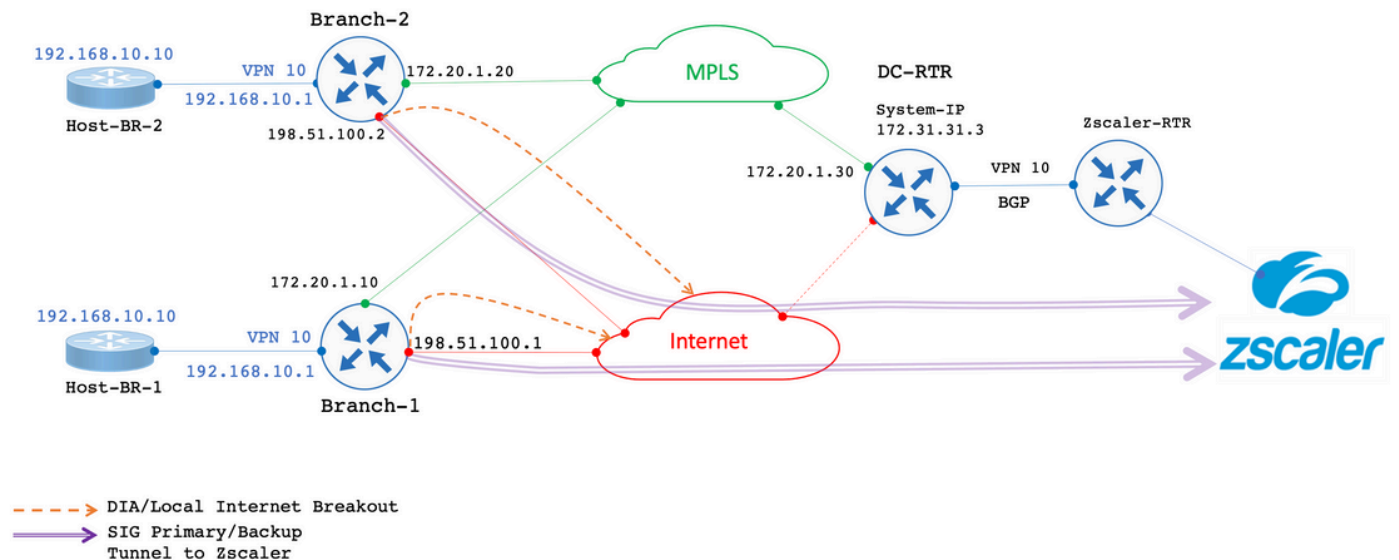 Branch-2
192.168.10.10
VPN 10
172.20.1.20
MPLS
DC-RTR
192.168.10.1
System-IP
172.31.31.3
Zscaler-RTR
Host-BR-2
198.51.100.2
172.20.1.30
VPN 10
BGP
172.20.1.10
192.168.10.10
VPN 10
198.51.100.1
Internet
zscaler
192.168.10.1
Host-BR-1
Branch-1
DIA/Local Internet Breakout
SIG Primary/Backup
Tunnel to Zscaler